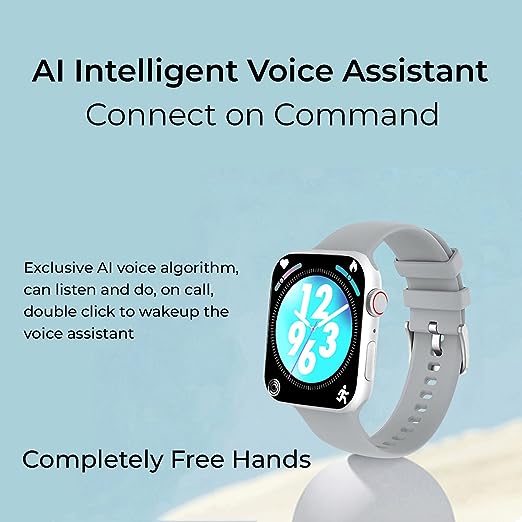 AI Intelligent Voice Assistant
Connect on Command
Exclusive AI voice algorithm,
can listen and do, on call,
double click to wakeup the
voice assistant
12
9 3
6
Completely Free Hands